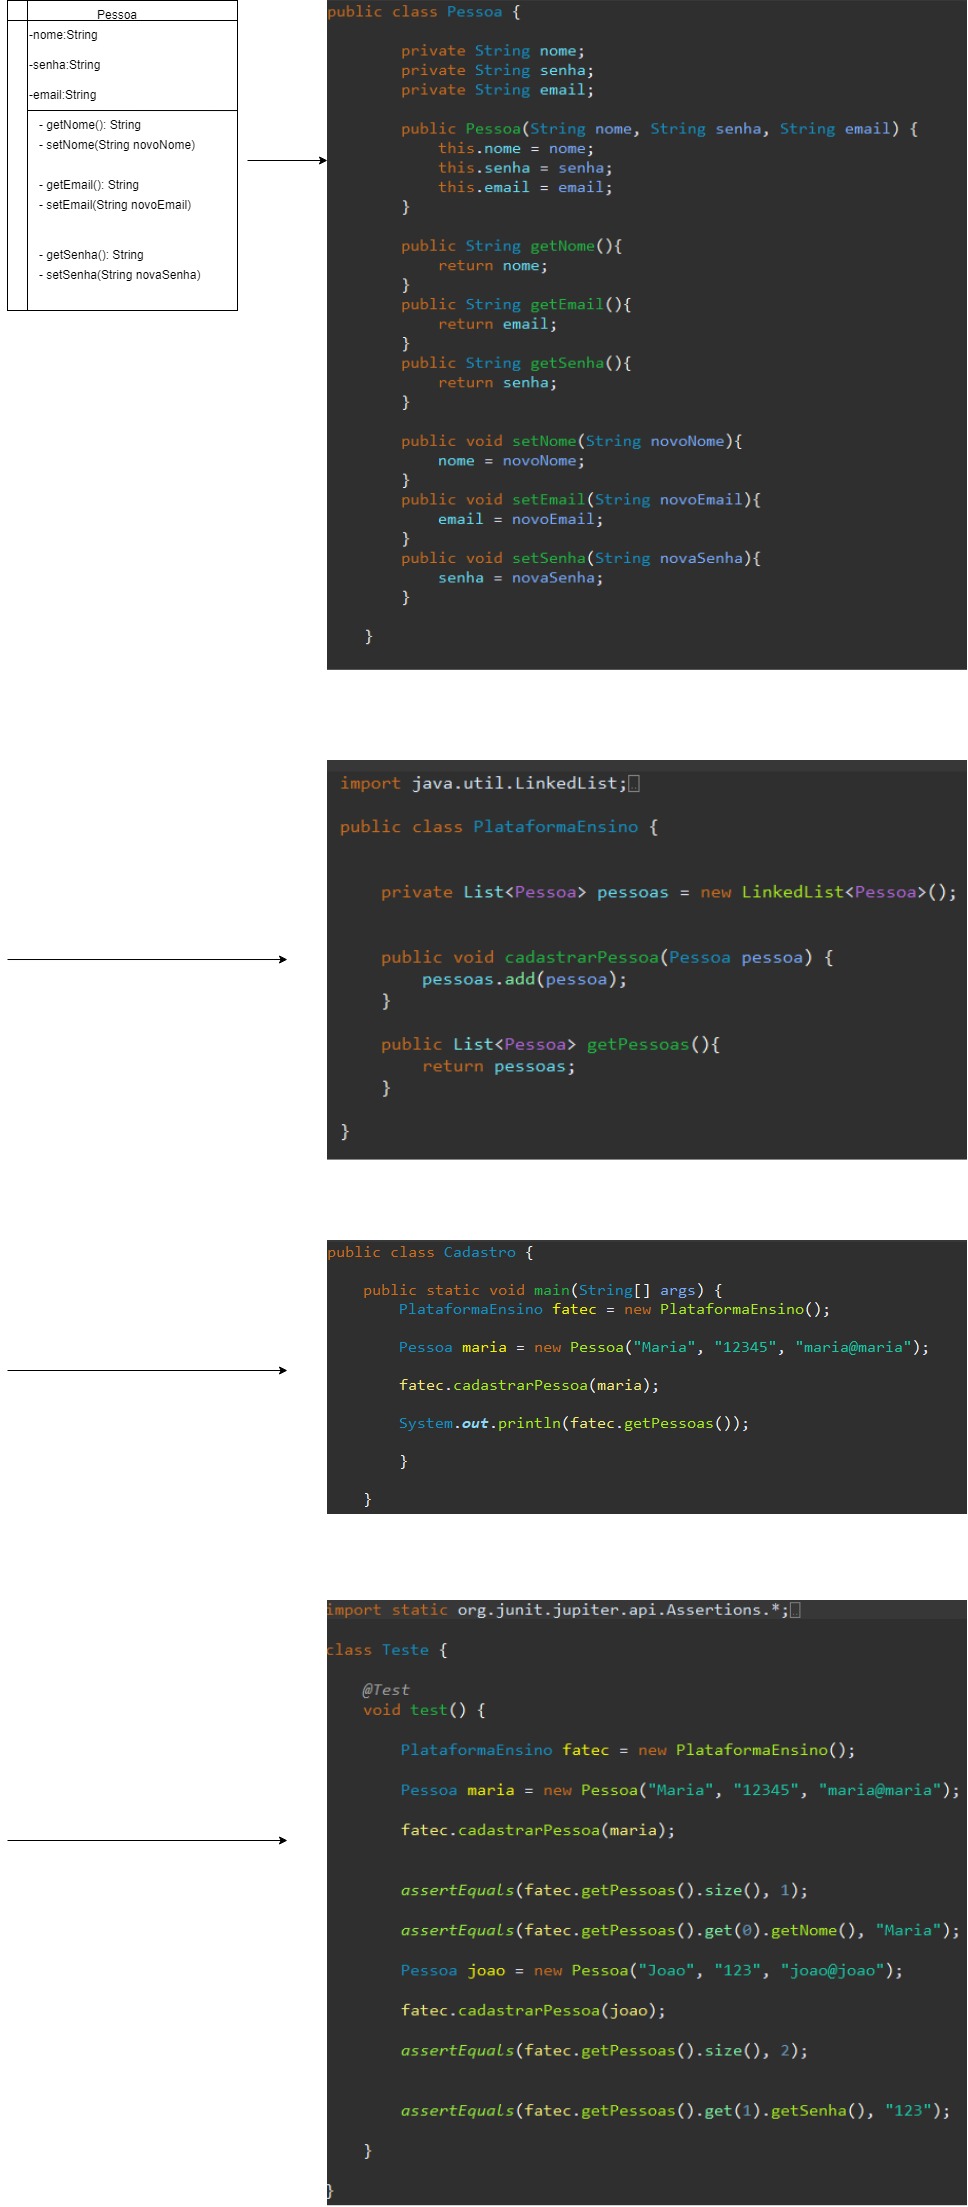 Pessoa
-nome:String
-senha:String
-email:String
- getNome(): String
- setNome(String novoNome)
- getEmail(): String
- setEmail(String novoEmail)
- getSenha(): String
- setSenha(String novaSenha)
public class Pessoa {
private String nome;
private String senha;
private String email;
public Pessoa(String nome, String senha, String email) {
this.nome = nome;
this.senha = senha;
this.email = email;
}
public String getNome(){
return nome;
}
public String getEmail(){
return email;
}
public String getSenha(){
return senha;
}
public void setNome(String novoNome){
nome = novoNome;
}
public void setEmail(String novoEmail){
email = novoEmail;
}
public void setSenha(String novaSenha){
senha = novaSenha;
}
}
import java.util.LinkedList;
public class PlataformaEnsino {
private List<Pessoa> pessoas = new LinkedList<Pessoa>();
public void cadastrarPessoa(Pessoa pessoa) {
pessoas.add(pessoa);
}
public List<Pessoa> getPessoas(){
return pessoas;
}
}
public class Cadastro {
public static void main(String[] args) {
PlataformaEnsino fatec = new PlataformaEnsino();
Pessoa maria = new Pessoa("Maria", "12345", "maria@maria");
fatec.cadastrarPessoa(maria);
System.out.println(fatec.getPessoas());
}
}
import static org.junit.jupiter.api.Assertions.*;
class Teste {
@Test
void test() {
PlataformaEnsino fatec = new PlataformaEnsino();
Pessoa maria = new Pessoa("Maria", "12345", "maria@maria");
fatec.cadastrarPessoa(maria);
assertEquals(fatec.getPessoas().size(), 1);
assertEquals(fatec.getPessoas().get(0).getNome(), "Maria");
Pessoa joao = new Pessoa("Joao", "123", "joao@joao");
fatec.cadastrarPessoa(joao);
assertEquals(fatec.getPessoas().size(), 2);
assertEquals(fatec.getPessoas().get(1).getSenha(), "123");
}
}